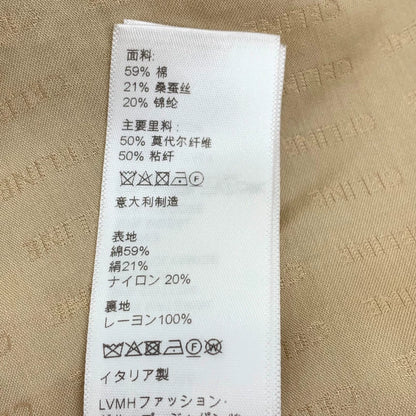 面料:
59% 棉
21% 桑蚕丝
20% 锦纶
主要里料:
50% 莫代尔纤维
50% 粘纤
意大利制造
表地
綿59%
絹21%
ナイロン 20%
裏地
レーヨン100%
イタリア製
LVMHファッション・